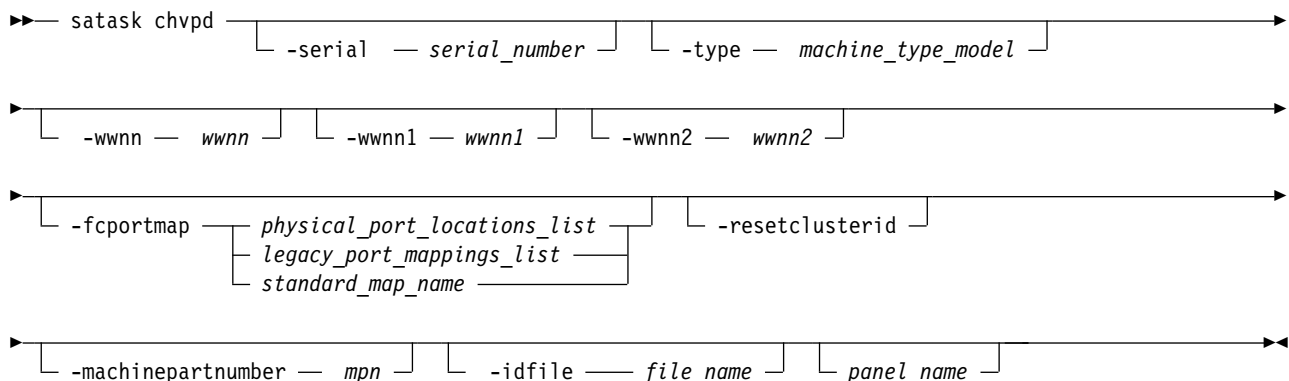 satask chvpd
-serial serial_number -type machine_type_model
-wwnn wwnn -wwnn1 wwnn1 -wwnn2 wwnn2
-fcportmap physical_port_locations_list -resetclusterid
legacy_port_mappings_list
standard_map_name
-machinepartnumber mpn -idfile file name panel name